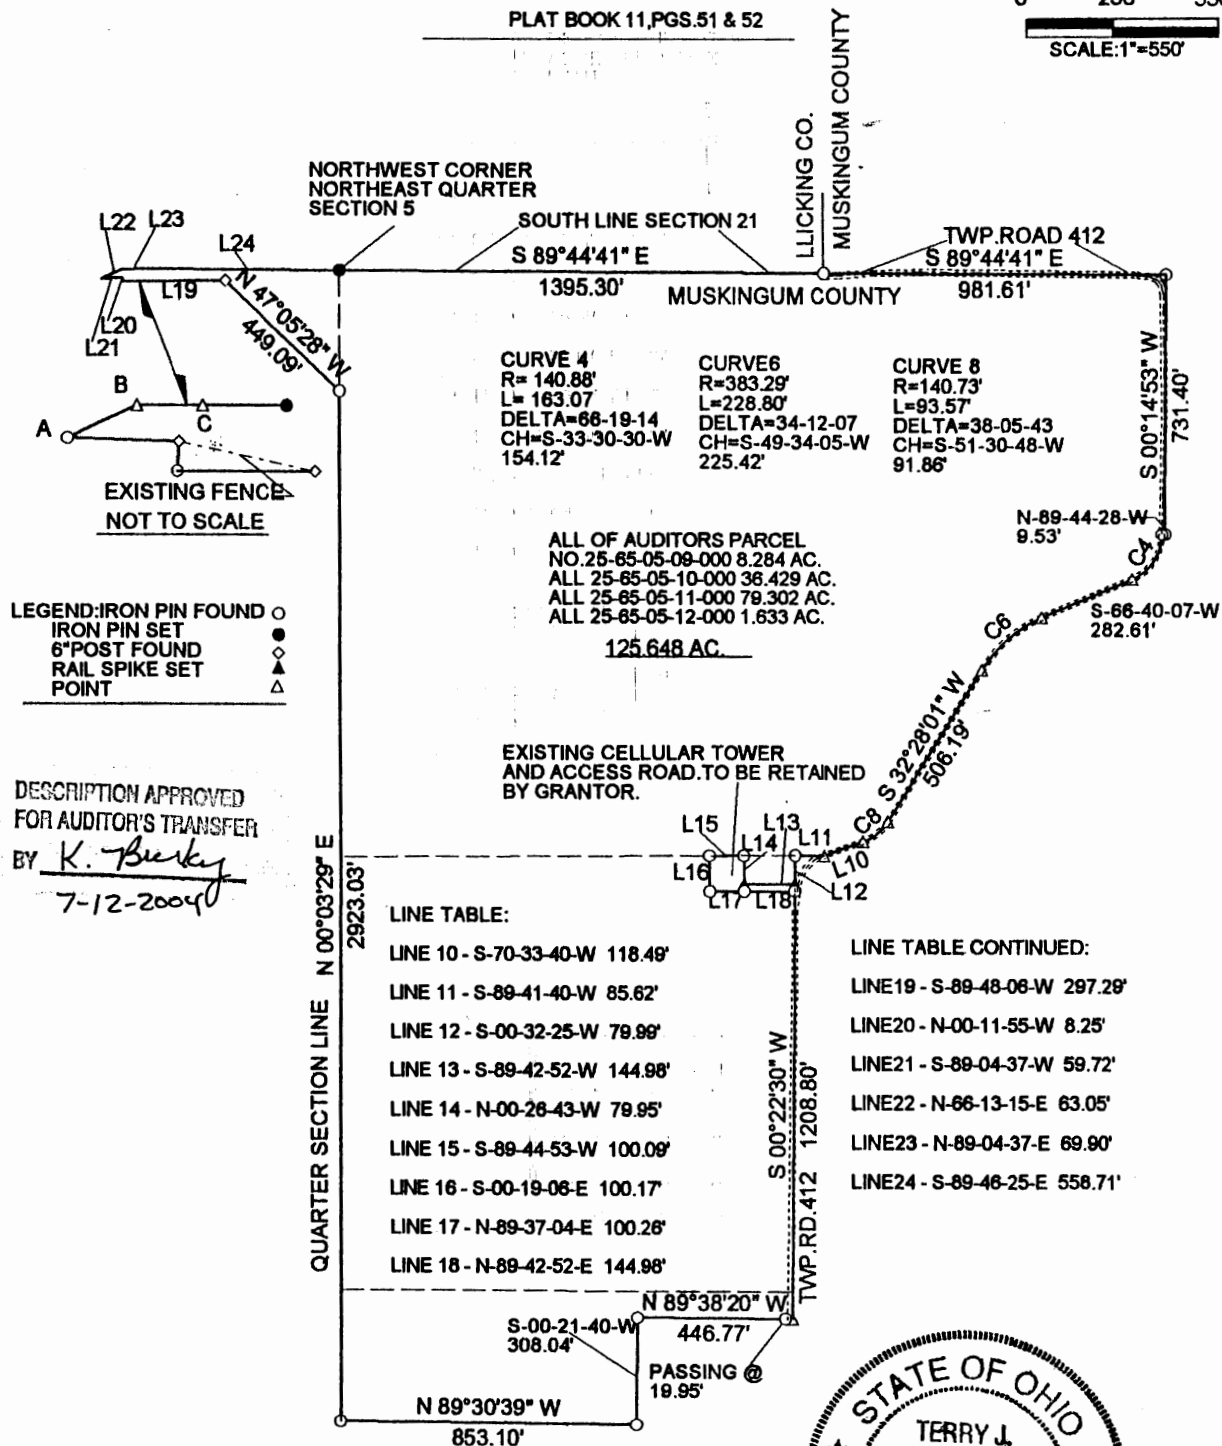 PLAT BOOK 11,PGS.51 & 52
SCALE:1"=550'
LLICKING CO.
MUSKINGUM COUNTY
NORTHWEST CORNER
NORTHEAST QUARTER
SECTION 5
SOUTH LINE SECTION 21
S 89°44'41" E
1395.30'
MUSKINGUM COUNTY
TWP.ROAD 412
S 89°44'41" E
981.61'
L22
L23
L24
L19
L20
L21
N 47°05'28" W
449.09'
S 00°14'53" W
731.40'
A
B
C
EXISTING FENCE
NOT TO SCALE
CURVE 4
R= 140.88'
L= 163.07
DELTA=66-19-14
CH=S-33-30-30-W
154.12'
CURVE6
R=383.29'
L=228.80'
DELTA=34-12-07
CH=S-49-34-05-W
225.42'
CURVE 8
R=140.73'
L=93.57'
DELTA=38-05-43
CH=S-51-30-48-W
91.86'
N-89-44-28-W
9.53'
C4
S-66-40-07-W
282.61'
C6
S 32°28'01" W
506.19'
C8
ALL OF AUDITORS PARCEL
NO.25-65-05-09-000 8.284 AC.
ALL 25-65-05-10-000 36.429 AC.
ALL 25-65-05-11-000 79.302 AC.
ALL 25-65-05-12-000 1.633 AC.
125.648 AC.
LEGEND:IRON PIN FOUND
IRON PIN SET
6"POST FOUND
RAIL SPIKE SET
POINT
EXISTING CELLULAR TOWER
AND ACCESS ROAD.TO BE RETAINED
BY GRANTOR.
DESCRIPTION APPROVED
FOR AUDITOR'S TRANSFER
BY
7-12-2004
L15
L14
L13
L11
L10
L16
L12
L17
L18
QUARTER SECTION LINE N 00°03'29" E
2923.03'
LINE TABLE:
LINE 10 - S-70-33-40-W 118.49'
LINE 11 - S-89-41-40-W 85.62'
LINE 12 - S-00-32-25-W 79.99'
LINE 13 - S-89-42-52-W 144.98'
LINE 14 - N-00-26-43-W 79.95'
LINE 15 - S-89-44-53-W 100.09'
LINE 16 - S-00-19-06-E 100.17'
LINE 17 - N-89-37-04-E 100.26'
LINE 18 - N-89-42-52-E 144.98'
LINE TABLE CONTINUED:
LINE19 - S-89-48-06-W 297.29'
LINE20 - N-00-11-55-W 8.25'
LINE21 - S-89-04-37-W 59.72'
LINE22 - N-66-13-15-E 63.05'
LINE23 - N-89-04-37-E 69.90'
LINE24 - S-89-46-25-E 558.71'
S 00°22'30" W
TWP.RD.412 1208.80'
N 89°38'20" W
446.77'
S-00-21-40-W
308.04'
PASSING @
19.95'
N 89°30'39" W
853.10'
STATE OF OHIO
TERRY J.